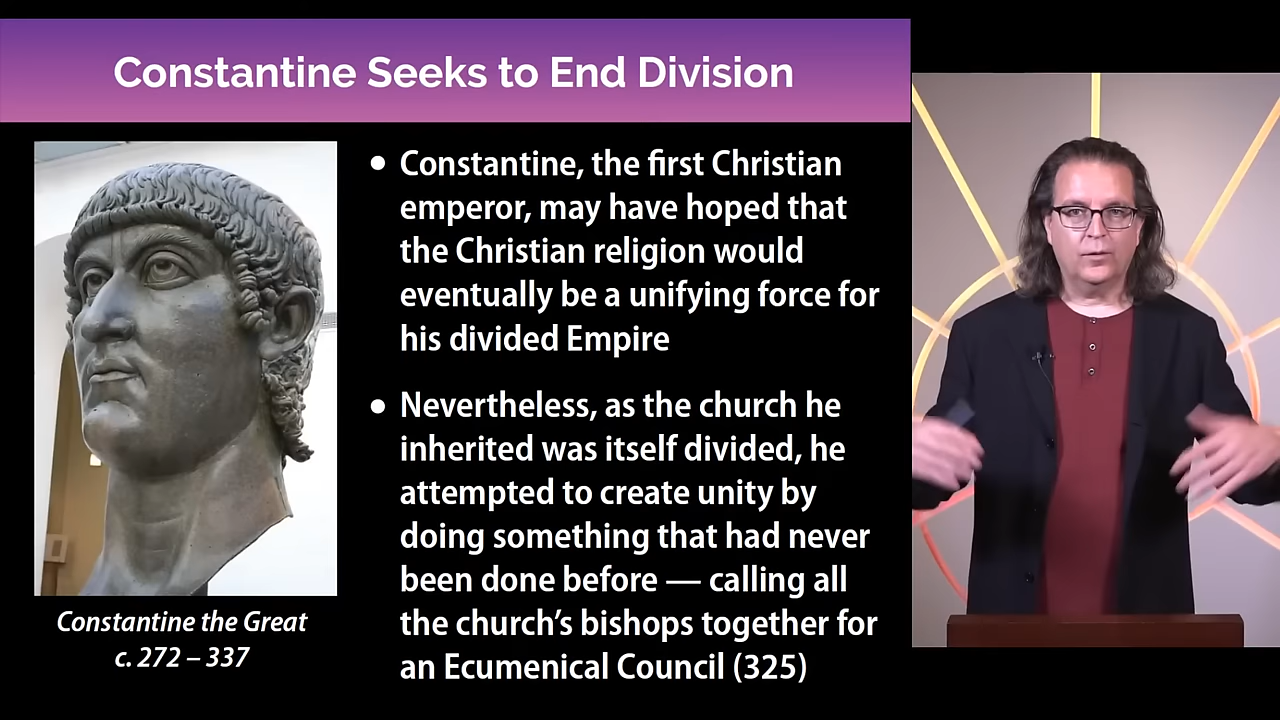 Constantine Seeks to End Division
• Constantine, the first Christian
emperor, may have hoped that
the Christian religion would
eventually be a unifying force for
his divided Empire
• Nevertheless, as the church he
inherited was itself divided, he
attempted to create unity by
doing something that had never
been done before — calling all
the church’s bishops together for
an Ecumenical Council (325)
Constantine the Great
c. 272 – 337